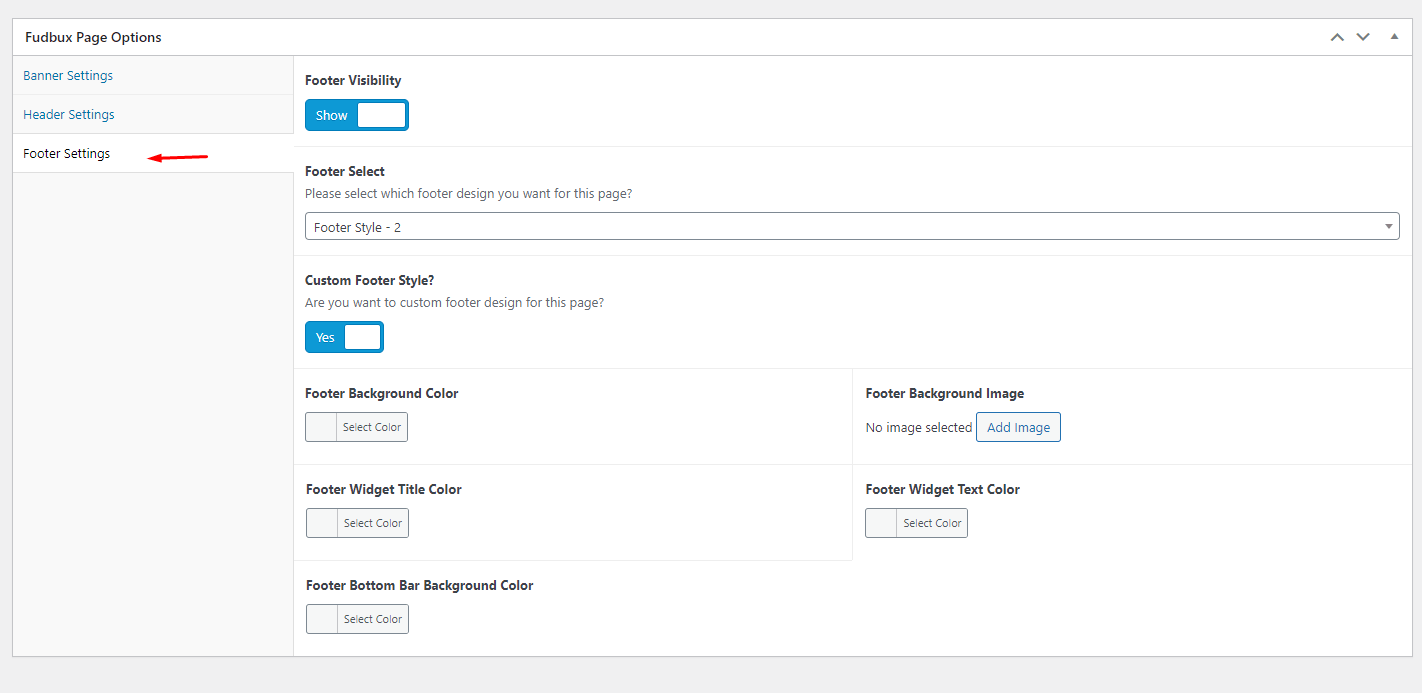 Fudbux Page Options
Banner Settings
Header Settings
Footer Settings
Footer Visibility
Show
Footer Select
Please select which footer design you want for this page?
Footer Style - 2
Custom Footer Style?
Are you want to custom footer design for this page?
Yes
Footer Background Color
Select Color
Footer Background Image
No image selected Add Image
Footer Widget Title Color
Select Color
Footer Widget Text Color
Select Color
Footer Bottom Bar Background Color
Select Color